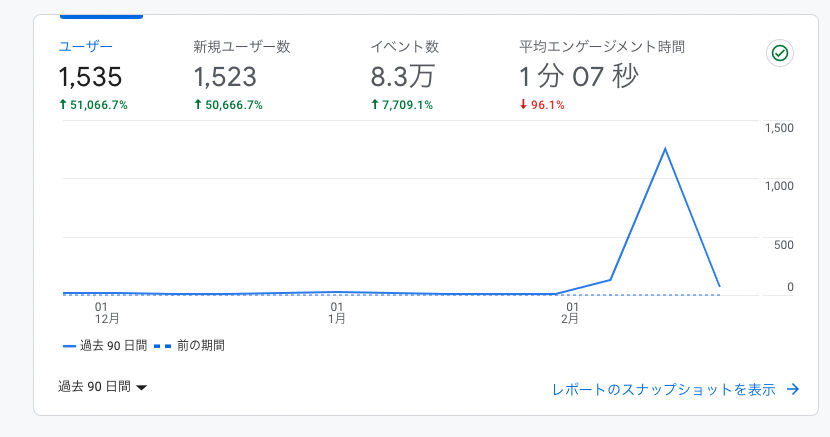 ユーザー 新規ユーザー数 イベント数 平均エンゲージメント時間
1,535 1,523 8.3万 1 分 07 秒
51,066.7% 50,666.7% 7,709.1% 96.1%
1,500
1,000
500
0
01 01 01
12月 1月 2月
過去 90 日間 前の期間
過去 90 日間 レポートのスナップショットを表示